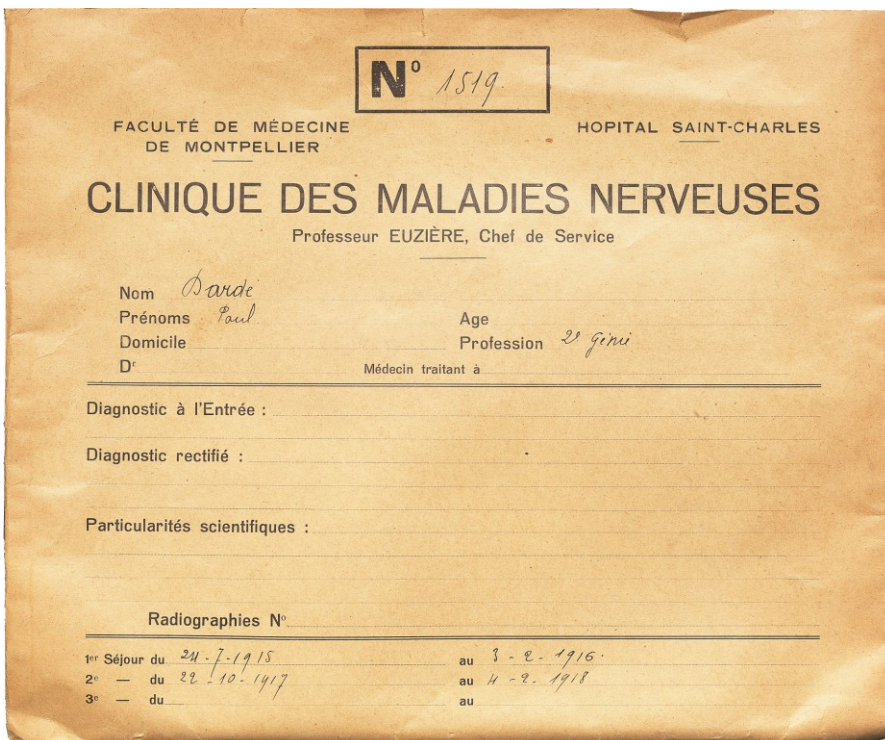 Nº 1519.
FACULTÉ DE MÉDECINE
DE MONTPELLIER
HOPITAL SAINT-CHARLES
CLINIQUE DES MALADIES NERVEUSES
Professeur EUZIÈRE, Chef de Service
Nom Dardé
Prénoms Paul Age
Domicile Profession 2e Génie
Dr Médecin traitant à
Diagnostic à l'Entrée :
Diagnostic rectifié :
Particularités scientifiques :
Radiographies Nº
1er Séjour du 24-7-1915 au 3-2-1916.
2e — du 22-10-1917 au 4-2-1918
3e — du au